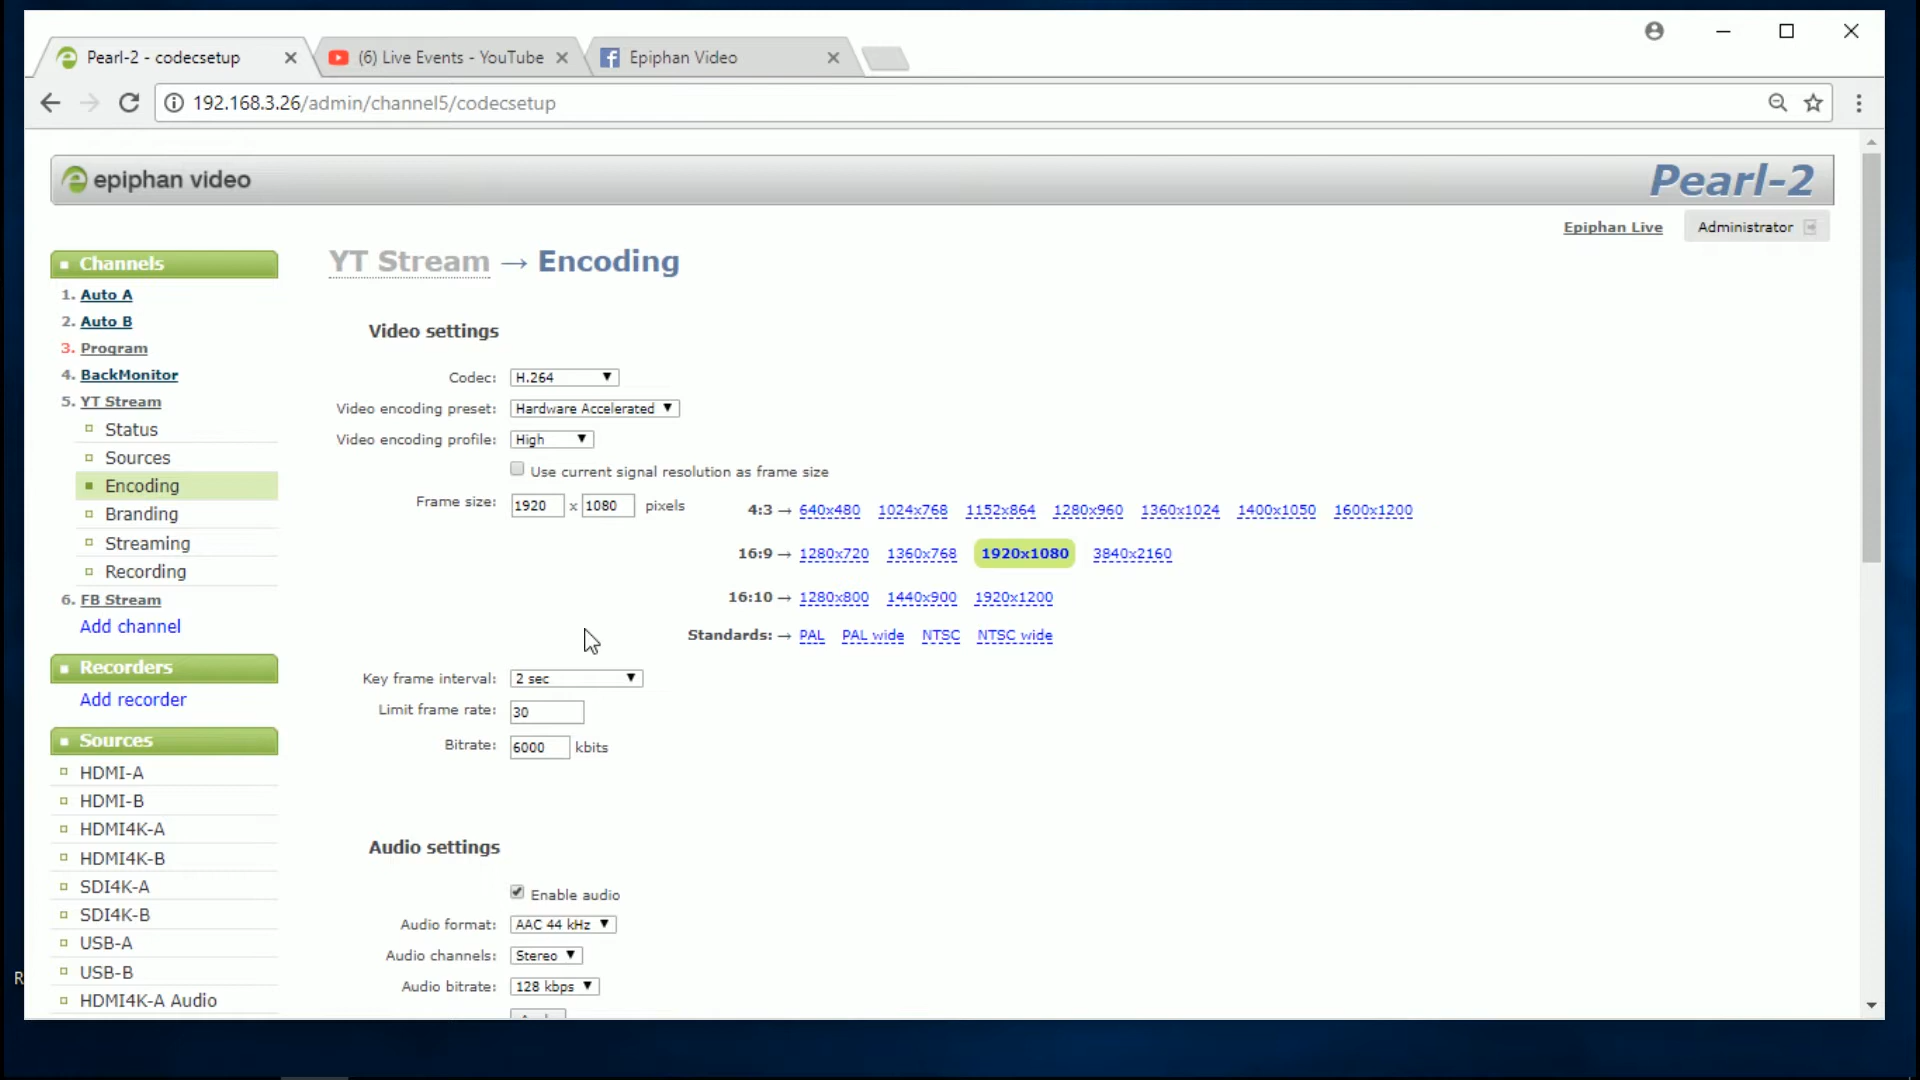 Pearl-2 - codecsetup
(6) Live Events - YouTube
Epiphan Video
192.168.3.26/admin/channel5/codecsetup
epiphan video
Pearl-2
Epiphan Live
Administrator
Channels
1. Auto A
2. Auto B
3. Program
4. BackMonitor
5. YT Stream
Status
Sources
Encoding
Branding
Streaming
Recording
6. FB Stream
Add channel
Recorders
Add recorder
Sources
HDMI-A
HDMI-B
HDMI4K-A
HDMI4K-B
SDI4K-A
SDI4K-B
USB-A
USB-B
HDMI4K-A Audio
YT Stream → Encoding
Video settings
Codec: H.264
Video encoding preset: Hardware Accelerated
Video encoding profile: High
Use current signal resolution as frame size
Frame size: 1920 x 1080 pixels
4:3 → 640x480 1024x768 1152x864 1280x960 1360x1024 1400x1050 1600x1200
16:9 → 1280x720 1360x768 1920x1080 3840x2160
16:10 → 1280x800 1440x900 1920x1200
Standards: → PAL PAL wide NTSC NTSC wide
Key frame interval: 2 sec
Limit frame rate: 30
Bitrate: 6000 kbits
Audio settings
Enable audio
Audio format: AAC 44 kHz
Audio channels: Stereo
Audio bitrate: 128 kbps
R